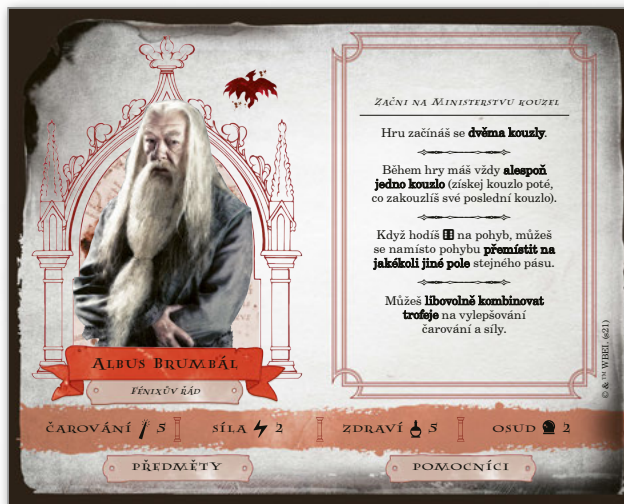 Začni na Ministerstvu kouzel
Hru začínáš se dvěma kouzly.
Během hry máš vždy alespoň
jedno kouzlo (získej kouzlo poté,
co zakouzlíš své poslední kouzlo).
Když hodíš ⚅ na pohyb, můžeš
se namísto pohybu přemístit na
jakékoli jiné pole stejného pásu.
Můžeš libovolně kombinovat
trofeje na vylepšování
čarování a síly.
Albus Brumbál
Fénixův řád
© & ™ WBEI. (s21)
čarování 5 síla 2 zdraví 5 osud 2
předměty pomocníci